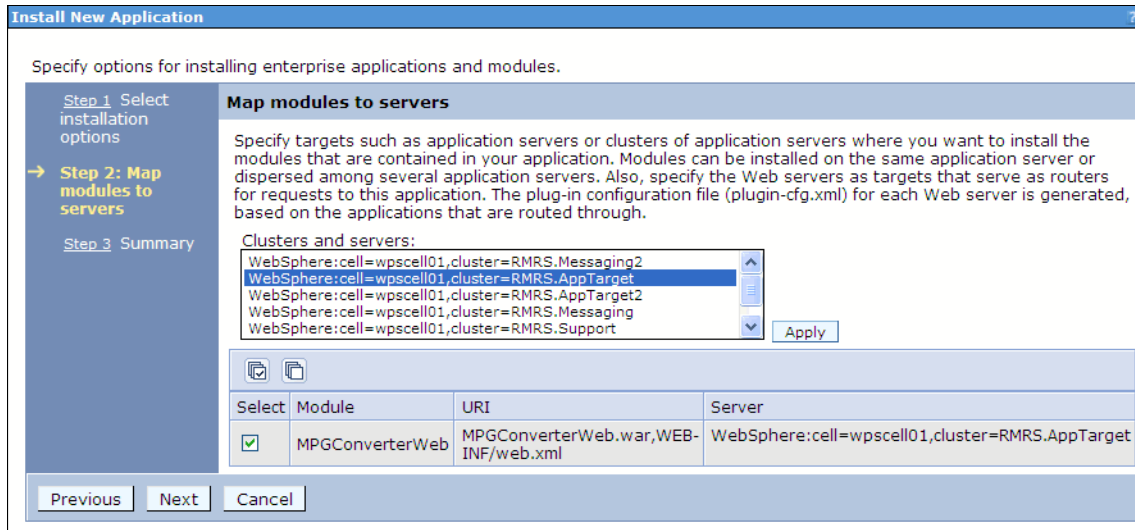 Install New Application
?
Specify options for installing enterprise applications and modules.
Step 1 Select
installation
options
Step 2: Map
modules to
servers
Step 3 Summary
Map modules to servers
Specify targets such as application servers or clusters of application servers where you want to install the
modules that are contained in your application. Modules can be installed on the same application server or
dispersed among several application servers. Also, specify the Web servers as targets that serve as routers
for requests to this application. The plug-in configuration file (plugin-cfg.xml) for each Web server is generated,
based on the applications that are routed through.
Clusters and servers:
WebSphere:cell=wpscell01,cluster=RMRS.Messaging2
WebSphere:cell=wpscell01,cluster=RMRS.AppTarget
WebSphere:cell=wpscell01,cluster=RMRS.AppTarget2
WebSphere:cell=wpscell01,cluster=RMRS.Messaging
WebSphere:cell=wpscell01,cluster=RMRS.Support
Apply
Select Module URI Server
MPGConverterWeb MPGConverterWeb.war,WEB- WebSphere:cell=wpscell01,cluster=RMRS.AppTarget
INF/web.xml
Previous Next Cancel